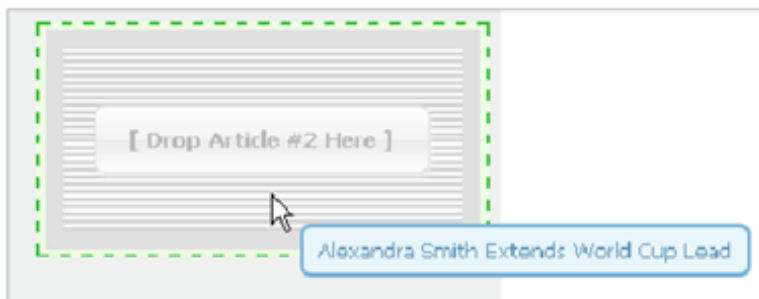 [ Drop Article #2 Here ]
Alexandra Smith Extends World Cup Lead